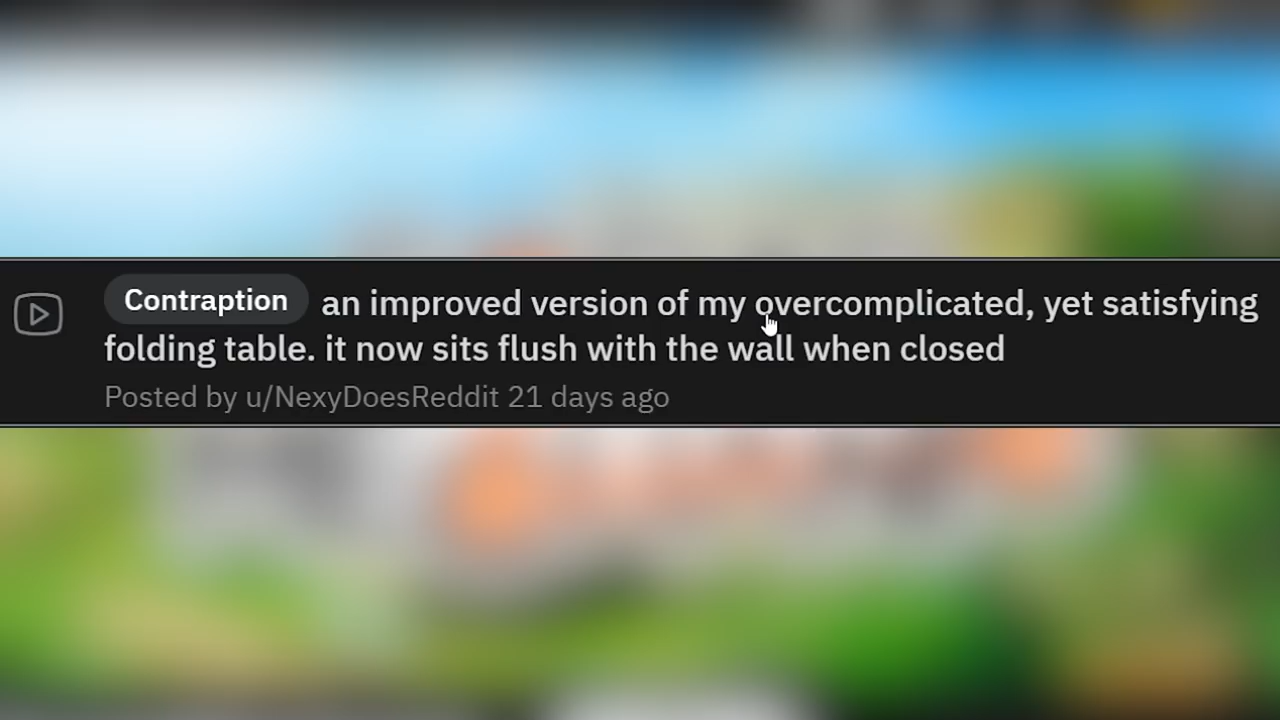 Contraption an improved version of my overcomplicated, yet satisfying
folding table. it now sits flush with the wall when closed
Posted by u/NexyDoesReddit 21 days ago